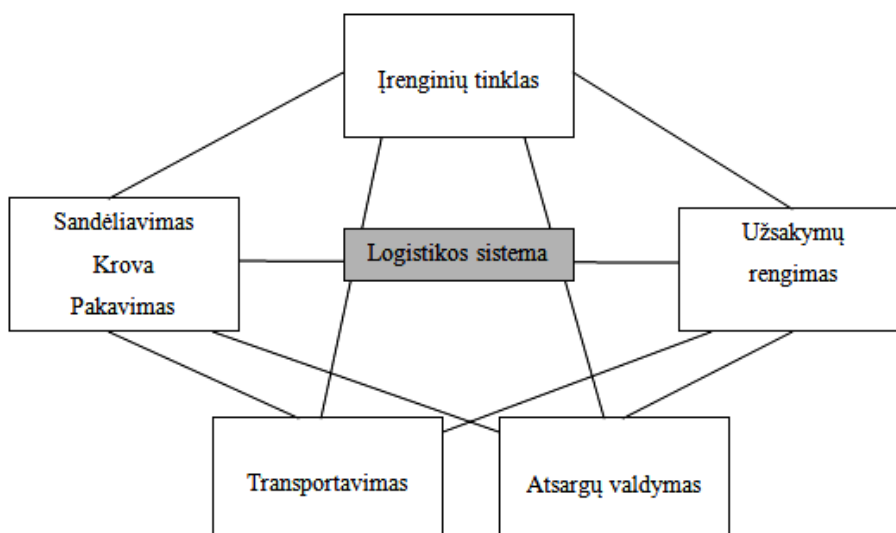 Įrenginių tinklas
Sandėliavimas
Krova
Pakavimas
Logistikos sistema
Užsakymų
rengimas
Transportavimas
Atsargų valdymas